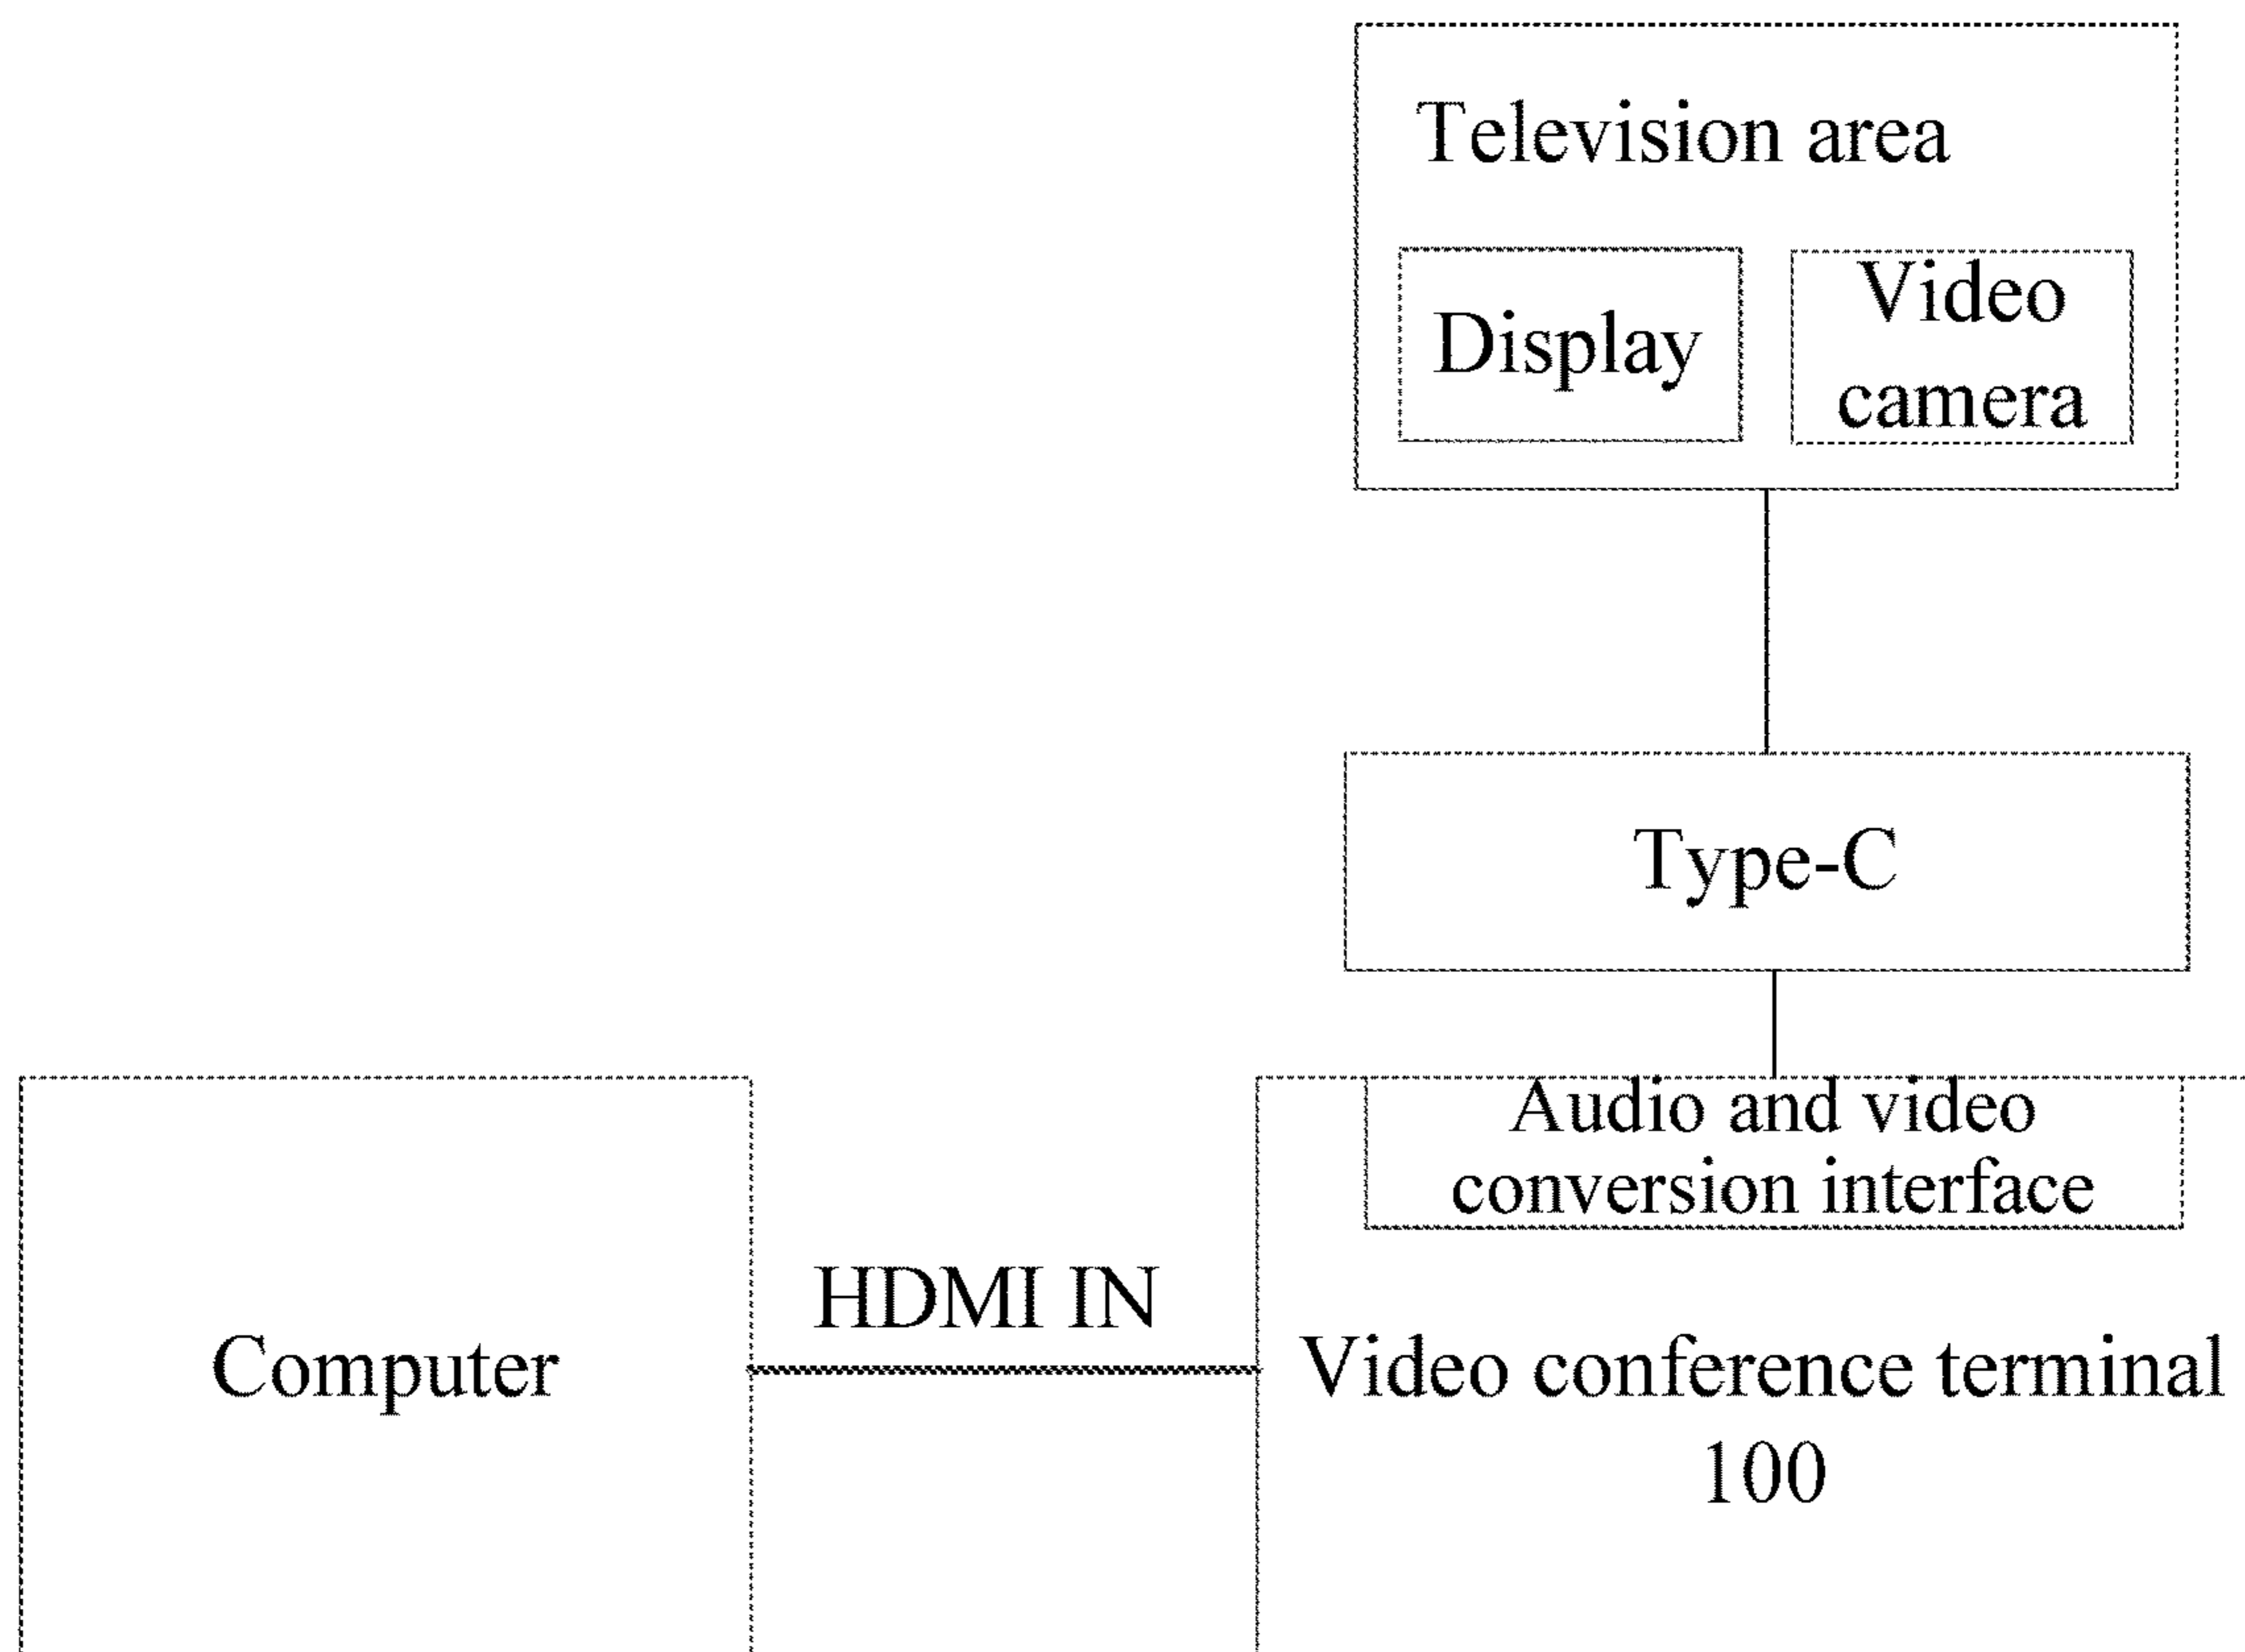 Television area
Display
Video
camera
Type-C
Audio and video
conversion interface
Computer
HDMI IN
Video conference terminal
100